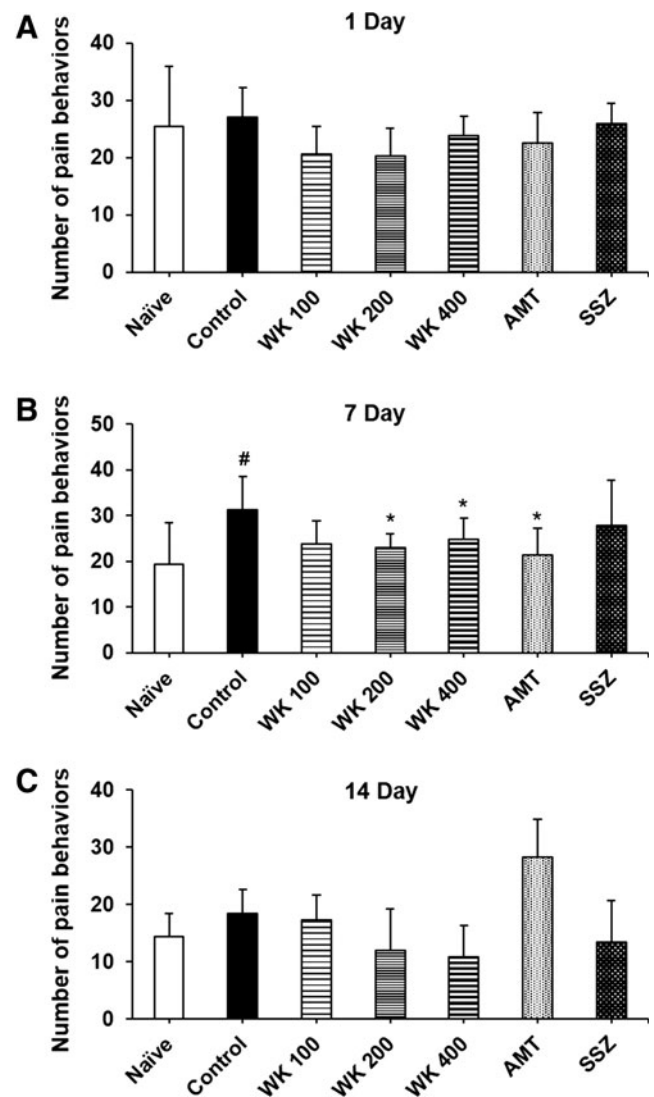 A
1 Day
Number of pain behaviors
40
30
20
10
0
Naïve
Control
WK 100
WK 200
WK 400
AMT
SSZ
B
7 Day
Number of pain behaviors
50
40
30
20
10
0
#
*
*
*
Naïve
Control
WK 100
WK 200
WK 400
AMT
SSZ
C
14 Day
Number of pain behaviors
40
30
20
10
0
Naïve
Control
WK 100
WK 200
WK 400
AMT
SSZ